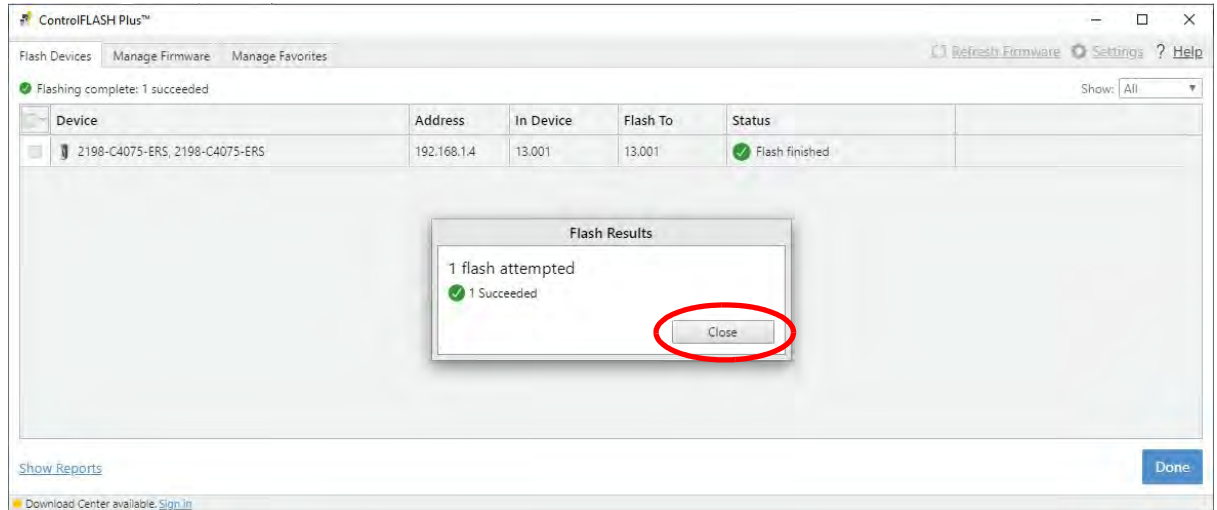 ControlFLASH Plus™
Flash Devices Manage Firmware Manage Favorites Refresh Firmware Settings ? Help
Flashing complete: 1 succeeded Show: All
Device Address In Device Flash To Status
2198-C4075-ERS, 2198-C4075-ERS 192.168.1.4 13.001 13.001 Flash finished
Flash Results
1 flash attempted
1 Succeeded
Close
Show Reports Done
Download Center available. Sign in